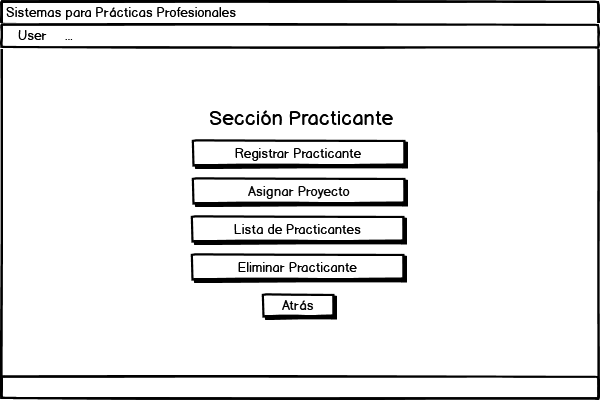 Sistemas para Prácticas Profesionales
User ...
Sección Practicante
Registrar Practicante
Asignar Proyecto
Lista de Practicantes
Eliminar Practicante
Atrás